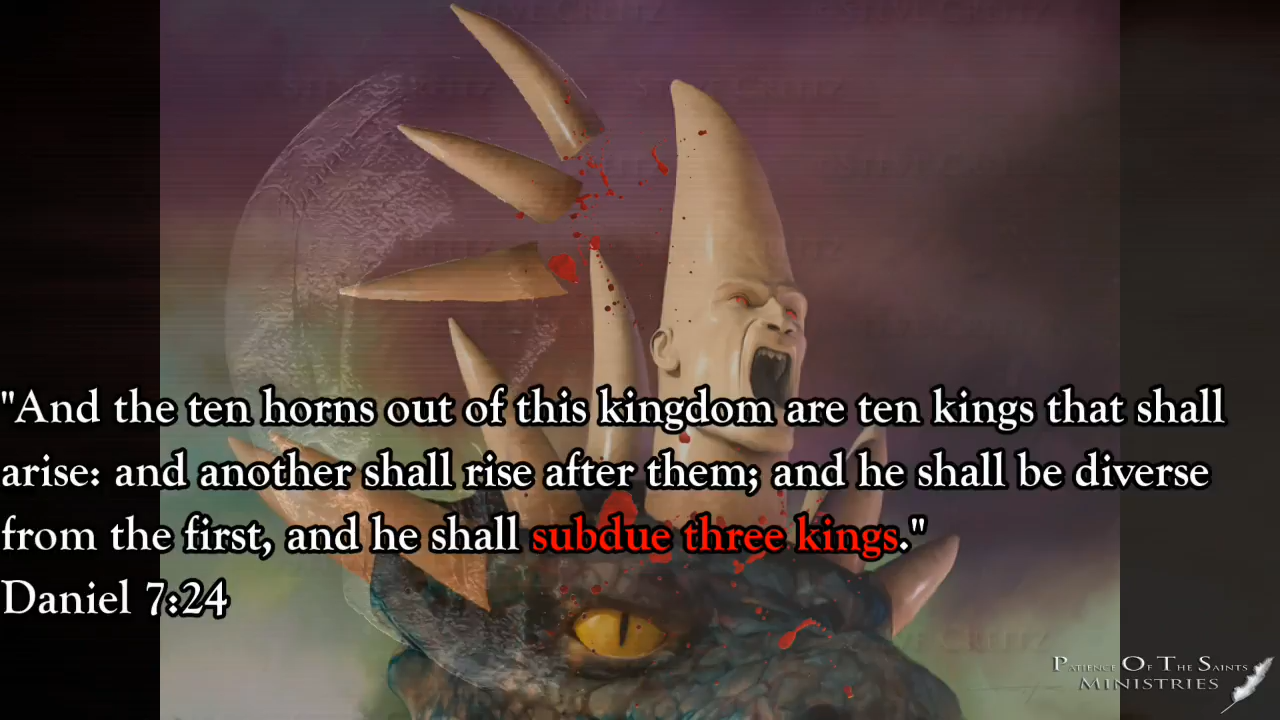 "And the ten horns out of this kingdom are ten kings that shall
arise: and another shall rise after them; and he shall be diverse
from the first, and he shall subdue three kings."
Daniel 7:24
Patience Of The Saints
Ministries